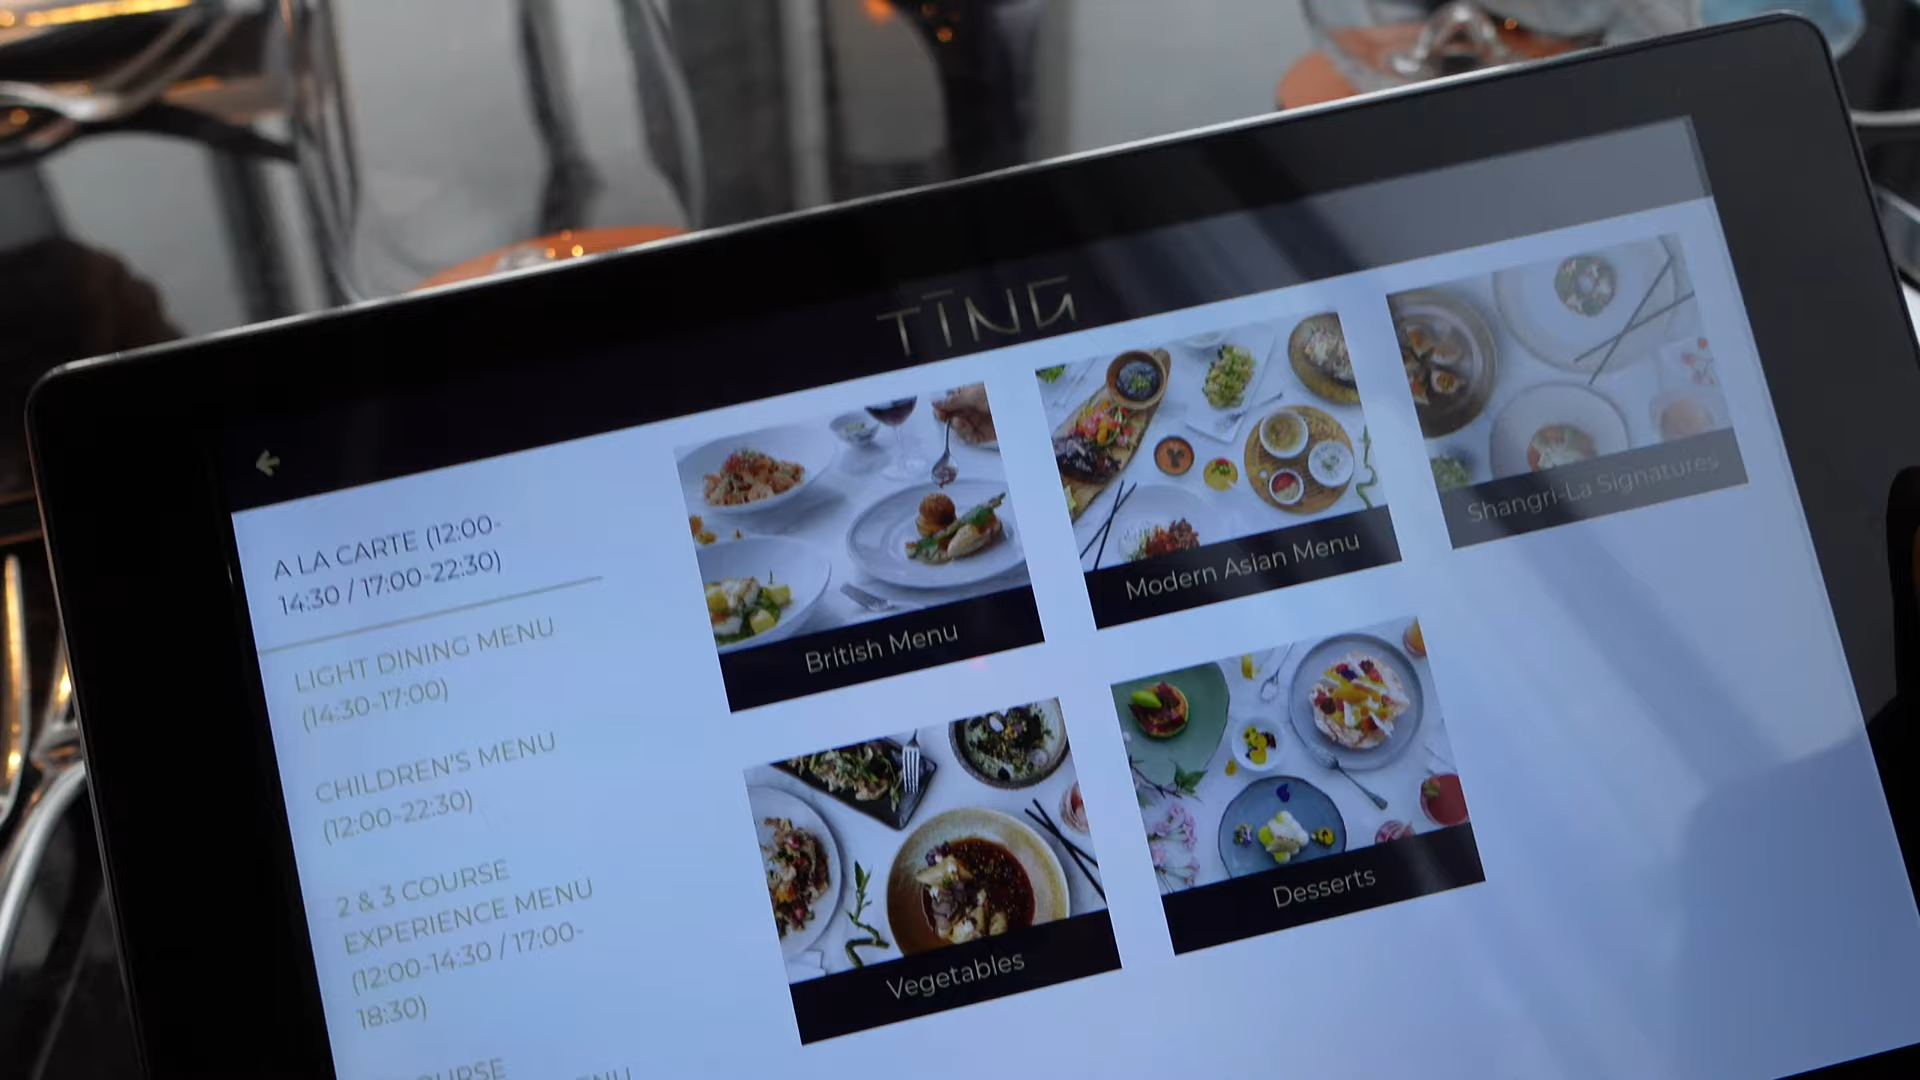 TĪNG
A LA CARTE (12:00-
14:30 / 17:00-22:30)
LIGHT DINING MENU
(14:30-17:00)
CHILDREN'S MENU
(12:00-22:30)
2 & 3 COURSE
EXPERIENCE MENU
(12:00-14:30 / 17:00-
18:30)
British Menu
Modern Asian Menu
Shangri-La Signatures
Vegetables
Desserts